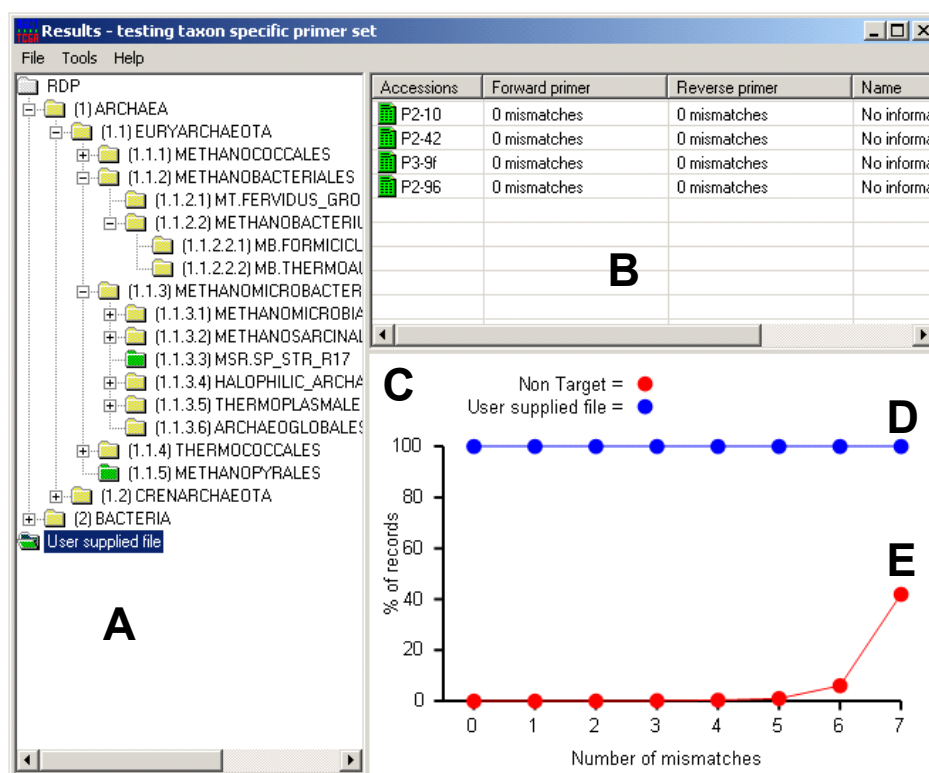 Results - testing taxon specific primer set
File Tools Help
RDP
(1) ARCHAEA
(1.1) EURYARCHAEOTA
(1.1.1) METHANOCOCCALES
(1.1.2) METHANOBACTERIALES
(1.1.2.1) MT.FERVIDUS_GRO
(1.1.2.2) METHANOBACTERIU
(1.1.2.2.1) MB.FORMICICU
(1.1.2.2.2) MB.THERMOAU
(1.1.3) METHANOMICROBACTER
(1.1.3.1) METHANOMICROBIA
(1.1.3.2) METHANOSARCINAL
(1.1.3.3) MSR.SP_STR_R17
(1.1.3.4) HALOPHILIC_ARCHA
(1.1.3.5) THERMOPLASMALE
(1.1.3.6) ARCHAEOGLOBALES
(1.1.4) THERMOCOCCALES
(1.1.5) METHANOPYRALES
(1.2) CRENARCHAEOTA
(2) BACTERIA
User supplied file
A
Accessions Forward primer Reverse primer Name
P2-10 0 mismatches 0 mismatches No informa
P2-42 0 mismatches 0 mismatches No informa
P3-9f 0 mismatches 0 mismatches No informa
P2-96 0 mismatches 0 mismatches No informa
B
C
Non Target =
User supplied file =
D
E
% of records
100
80
60
40
20
0
0 1 2 3 4 5 6 7
Number of mismatches